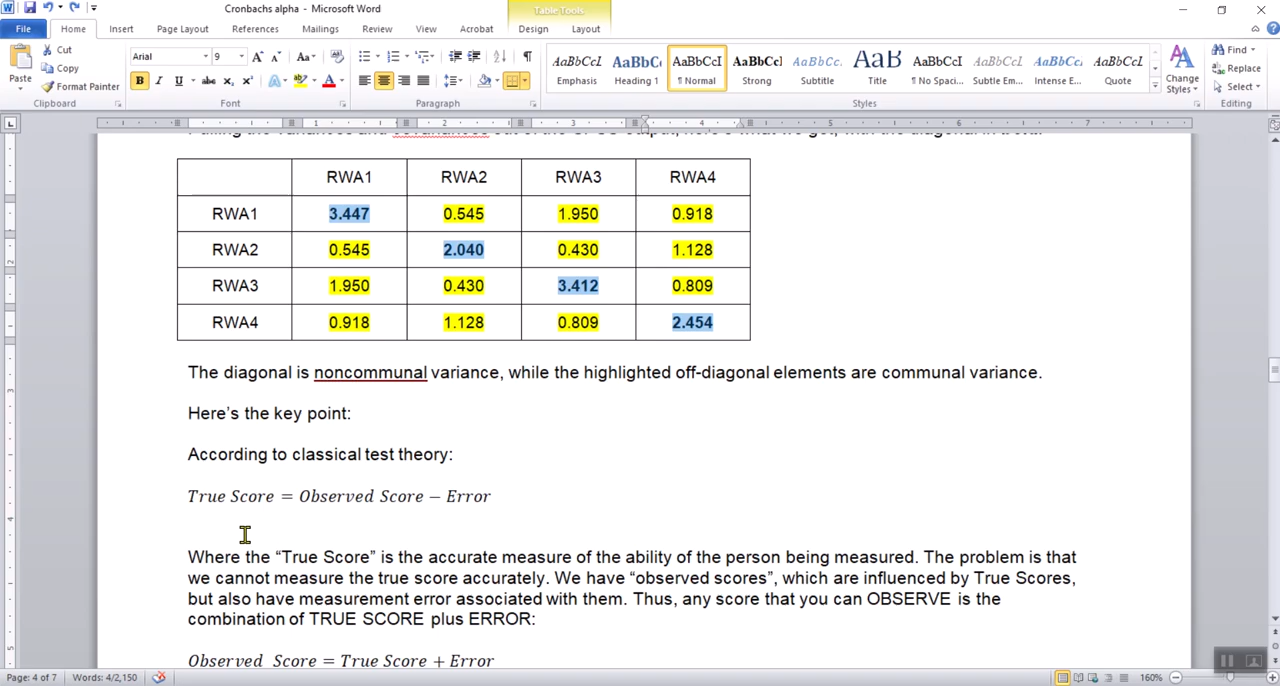 Cronbachs alpha - Microsoft Word
Table Tools
File Home Insert Page Layout References Mailings Review View Acrobat Design Layout
Paste
Cut
Copy
Format Painter
Clipboard
Arial 9
Font
Paragraph
AaBbCcL Emphasis
AaBbC Heading 1
AaBbCcI ¶ Normal
AaBbCc Strong
AaBbCc. Subtitle
AaB Title
AaBbCcI ¶ No Spaci...
AaBbCcL Subtle Em...
AaBbCcL Intense E...
AaBbCcL Quote
Change Styles
Styles
Find
Replace
Select
Editing
RWA1 RWA2 RWA3 RWA4
RWA1 3.447 0.545 1.950 0.918
RWA2 0.545 2.040 0.430 1.128
RWA3 1.950 0.430 3.412 0.809
RWA4 0.918 1.128 0.809 2.454
The diagonal is noncommunal variance, while the highlighted off-diagonal elements are communal variance.
Here’s the key point:
According to classical test theory:
True Score = Observed Score − Error
Where the “True Score” is the accurate measure of the ability of the person being measured. The problem is that
we cannot measure the true score accurately. We have “observed scores”, which are influenced by True Scores,
but also have measurement error associated with them. Thus, any score that you can OBSERVE is the
combination of TRUE SCORE plus ERROR:
Observed Score = True Score + Error
Page: 4 of 7 Words: 4/2,150 160%